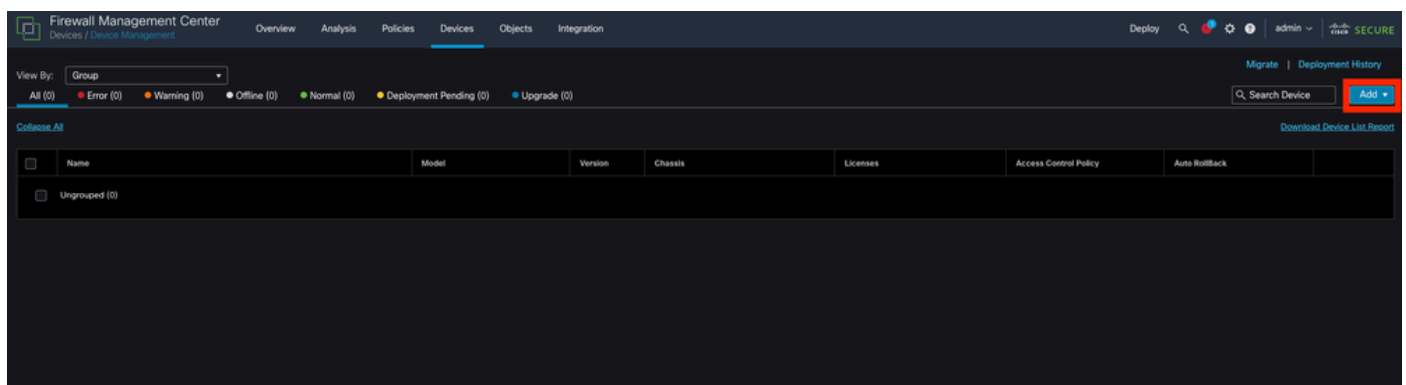 Firewall Management Center
Devices / Device Management
Overview Analysis Policies Devices Objects Integration
Deploy 1 ? admin CISCO SECURE
Migrate | Deployment History
View By: Group
All (0) Error (0) Warning (0) Offline (0) Normal (0) Deployment Pending (0) Upgrade (0)
Search Device Add
Collapse All
Download Device List Report
Name Model Version Chassis Licenses Access Control Policy Auto RollBack
Ungrouped (0)